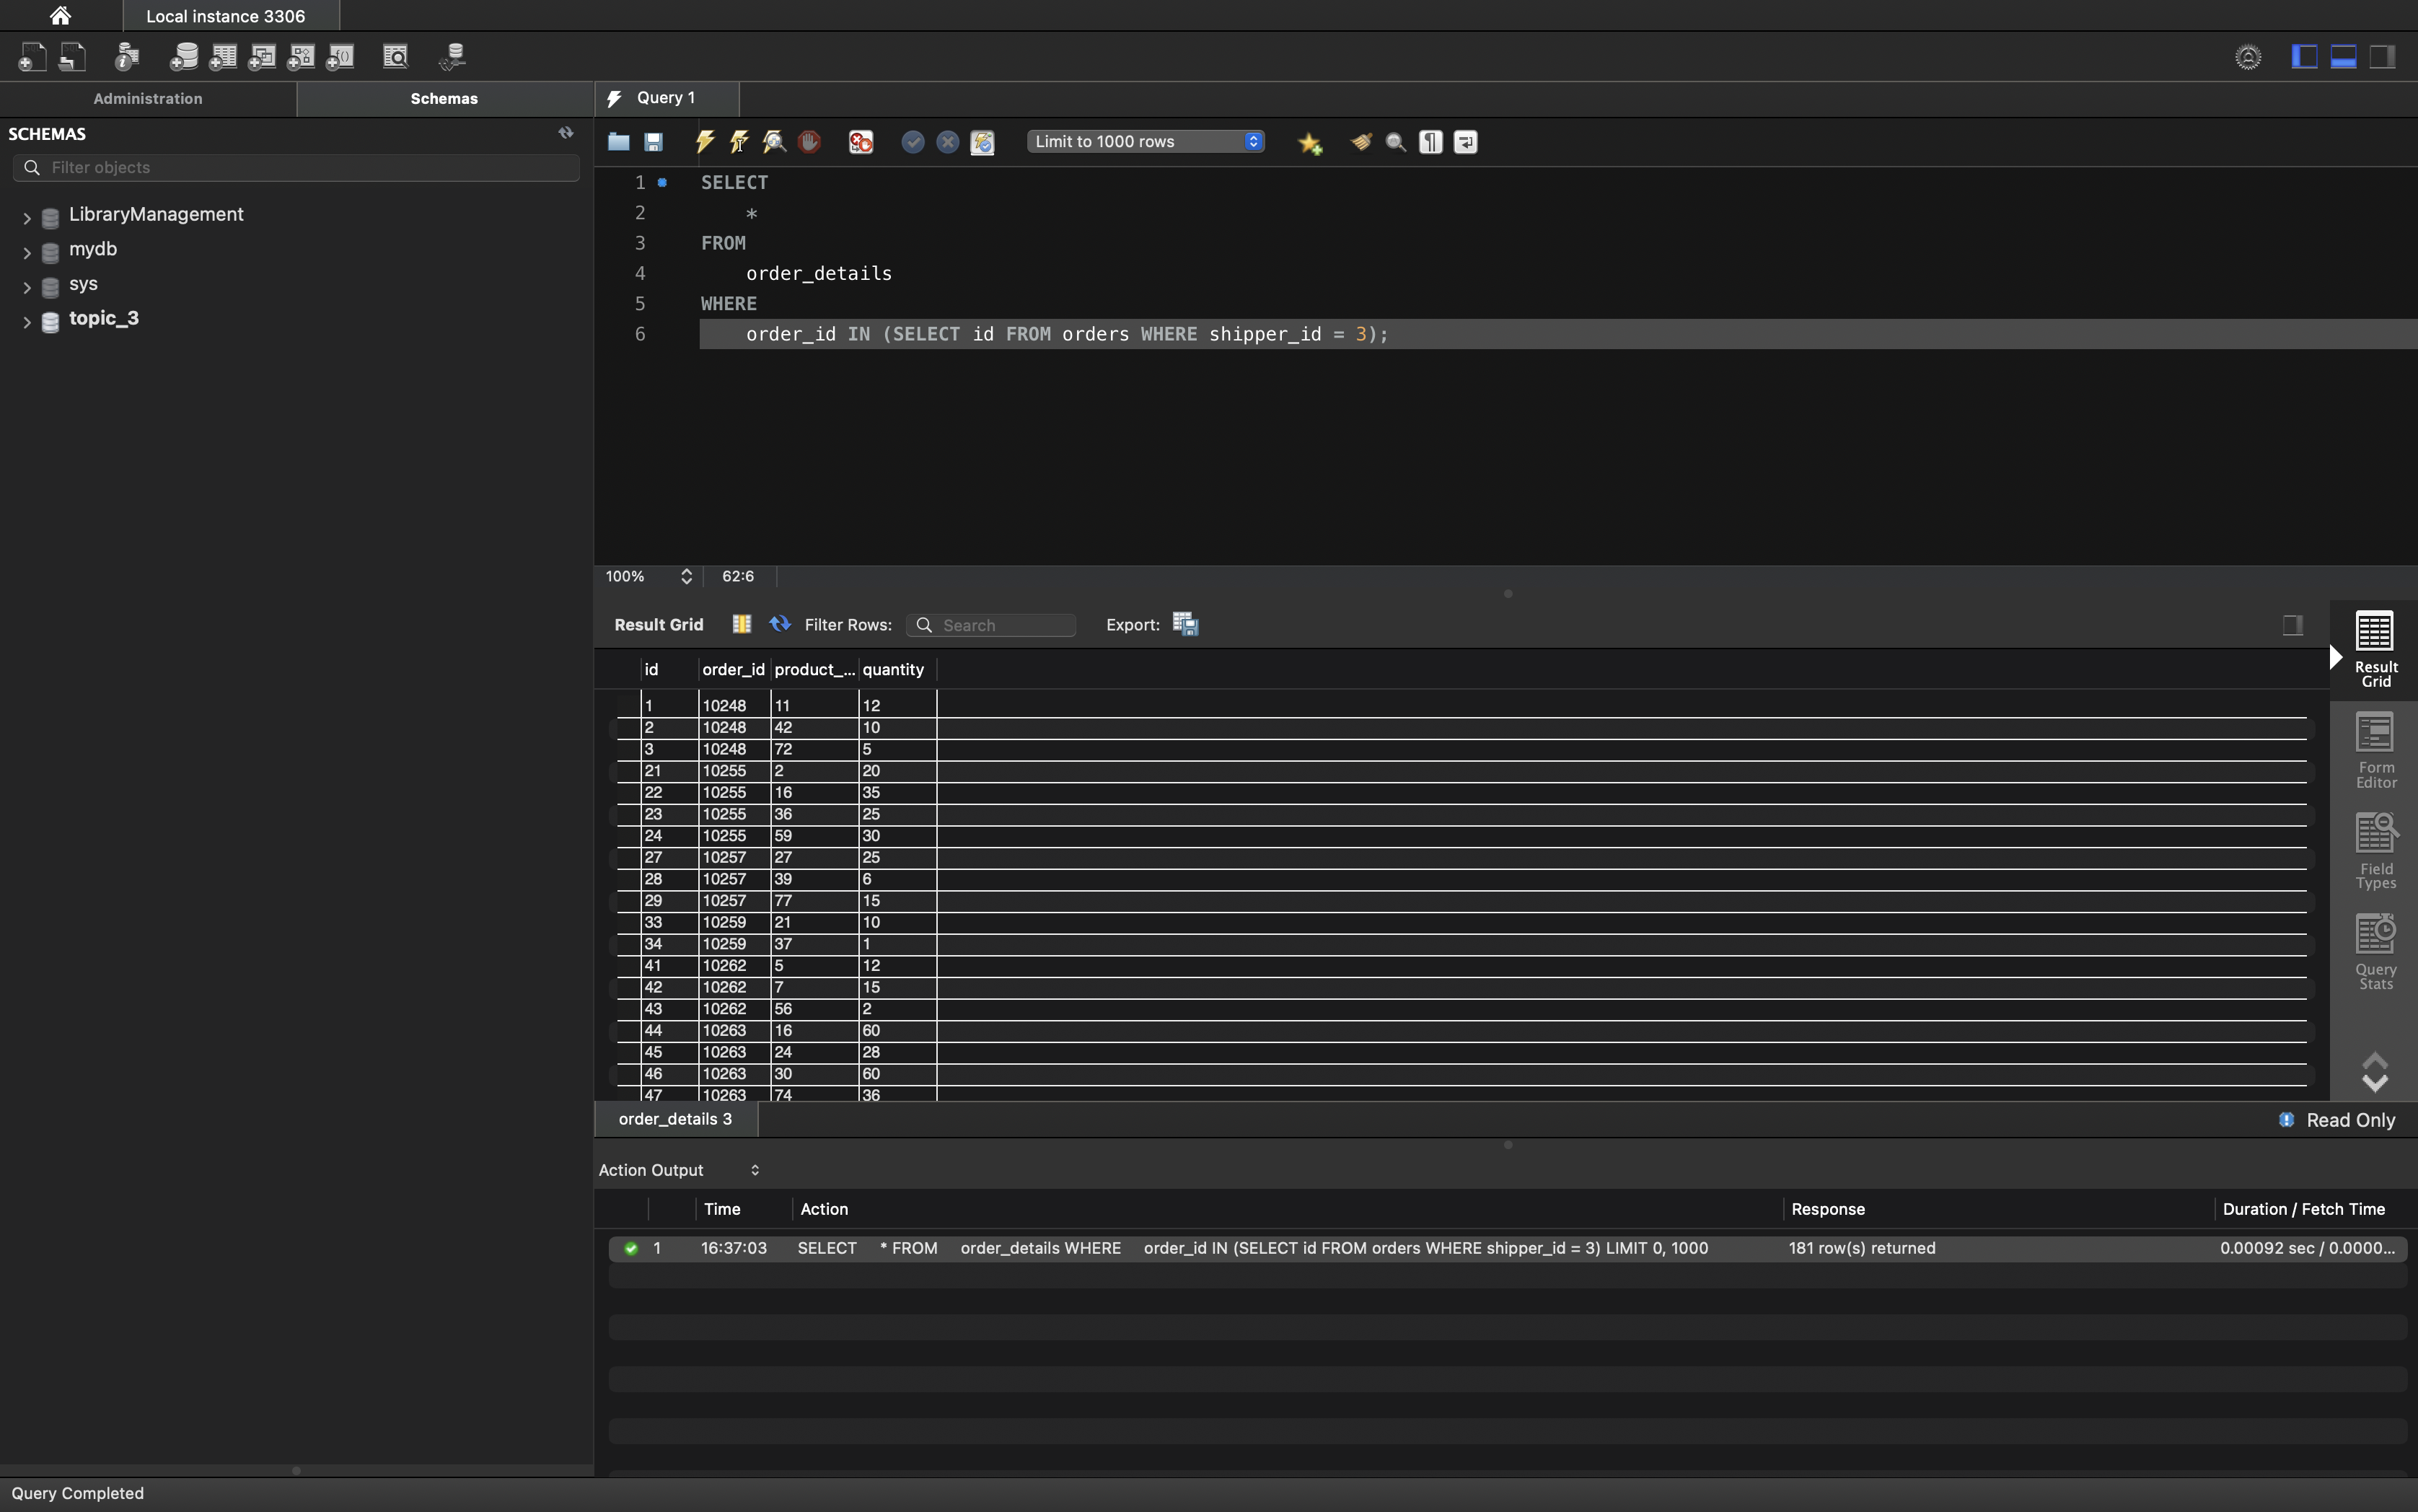 Local instance 3306
Administration
Schemas
Query 1
SCHEMAS
Filter objects
LibraryManagement
mydb
sys
topic_3
Limit to 1000 rows
1 SELECT
2 *
3 FROM
4 order_details
5 WHERE
6 order_id IN (SELECT id FROM orders WHERE shipper_id = 3);
100% 62:6
Result Grid Filter Rows: Search Export:
id order_id product_... quantity
1 10248 11 12
2 10248 42 10
3 10248 72 5
21 10255 2 20
22 10255 16 35
23 10255 36 25
24 10255 59 30
27 10257 27 25
28 10257 39 6
29 10257 77 15
33 10259 21 10
34 10259 37 1
41 10262 5 12
42 10262 7 15
43 10262 56 2
44 10263 16 60
45 10263 24 28
46 10263 30 60
47 10263 74 36
Result
Grid
Form
Editor
Field
Types
Query
Stats
order_details 3
Read Only
Action Output
Time Action Response Duration / Fetch Time
1 16:37:03 SELECT * FROM order_details WHERE order_id IN (SELECT id FROM orders WHERE shipper_id = 3) LIMIT 0, 1000 181 row(s) returned 0.00092 sec / 0.0000...
Query Completed